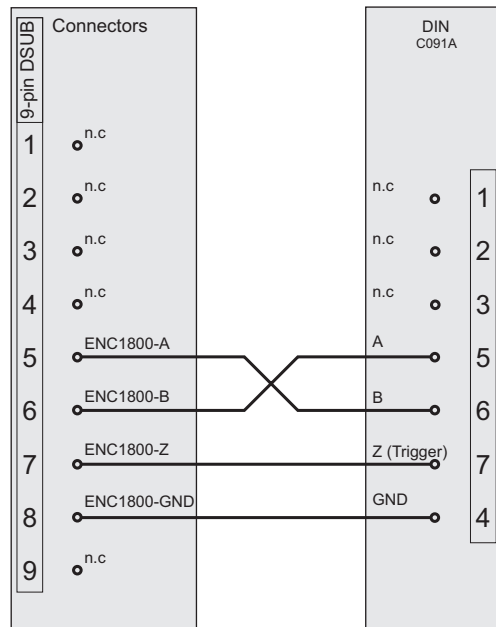 Connectors
9-pin DSUB
1
n.c
2
n.c
3
n.c
4
n.c
5
ENC1800-A
6
ENC1800-B
7
ENC1800-Z
8
ENC1800-GND
9
n.c
DIN
C091A
n.c
1
n.c
2
n.c
3
A
5
B
6
Z (Trigger)
7
GND
4